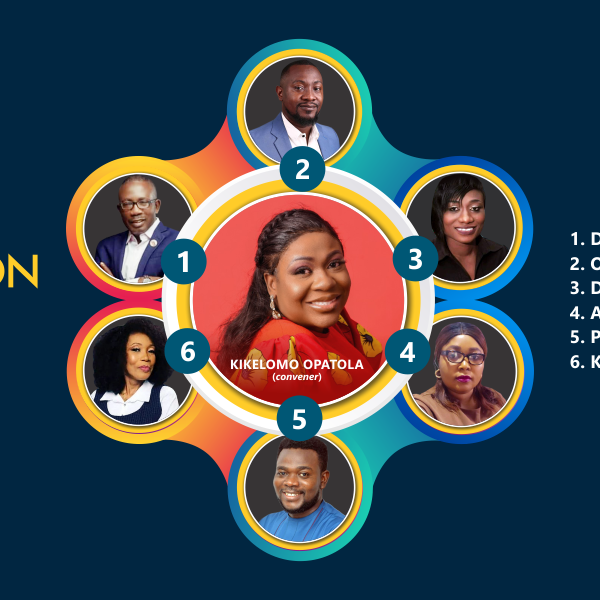 ON
2
1
3
6
4
KIKELOMO OPATOLA
(convener)
5
1. D
2. O
3. D
4. A
5. P
6. K